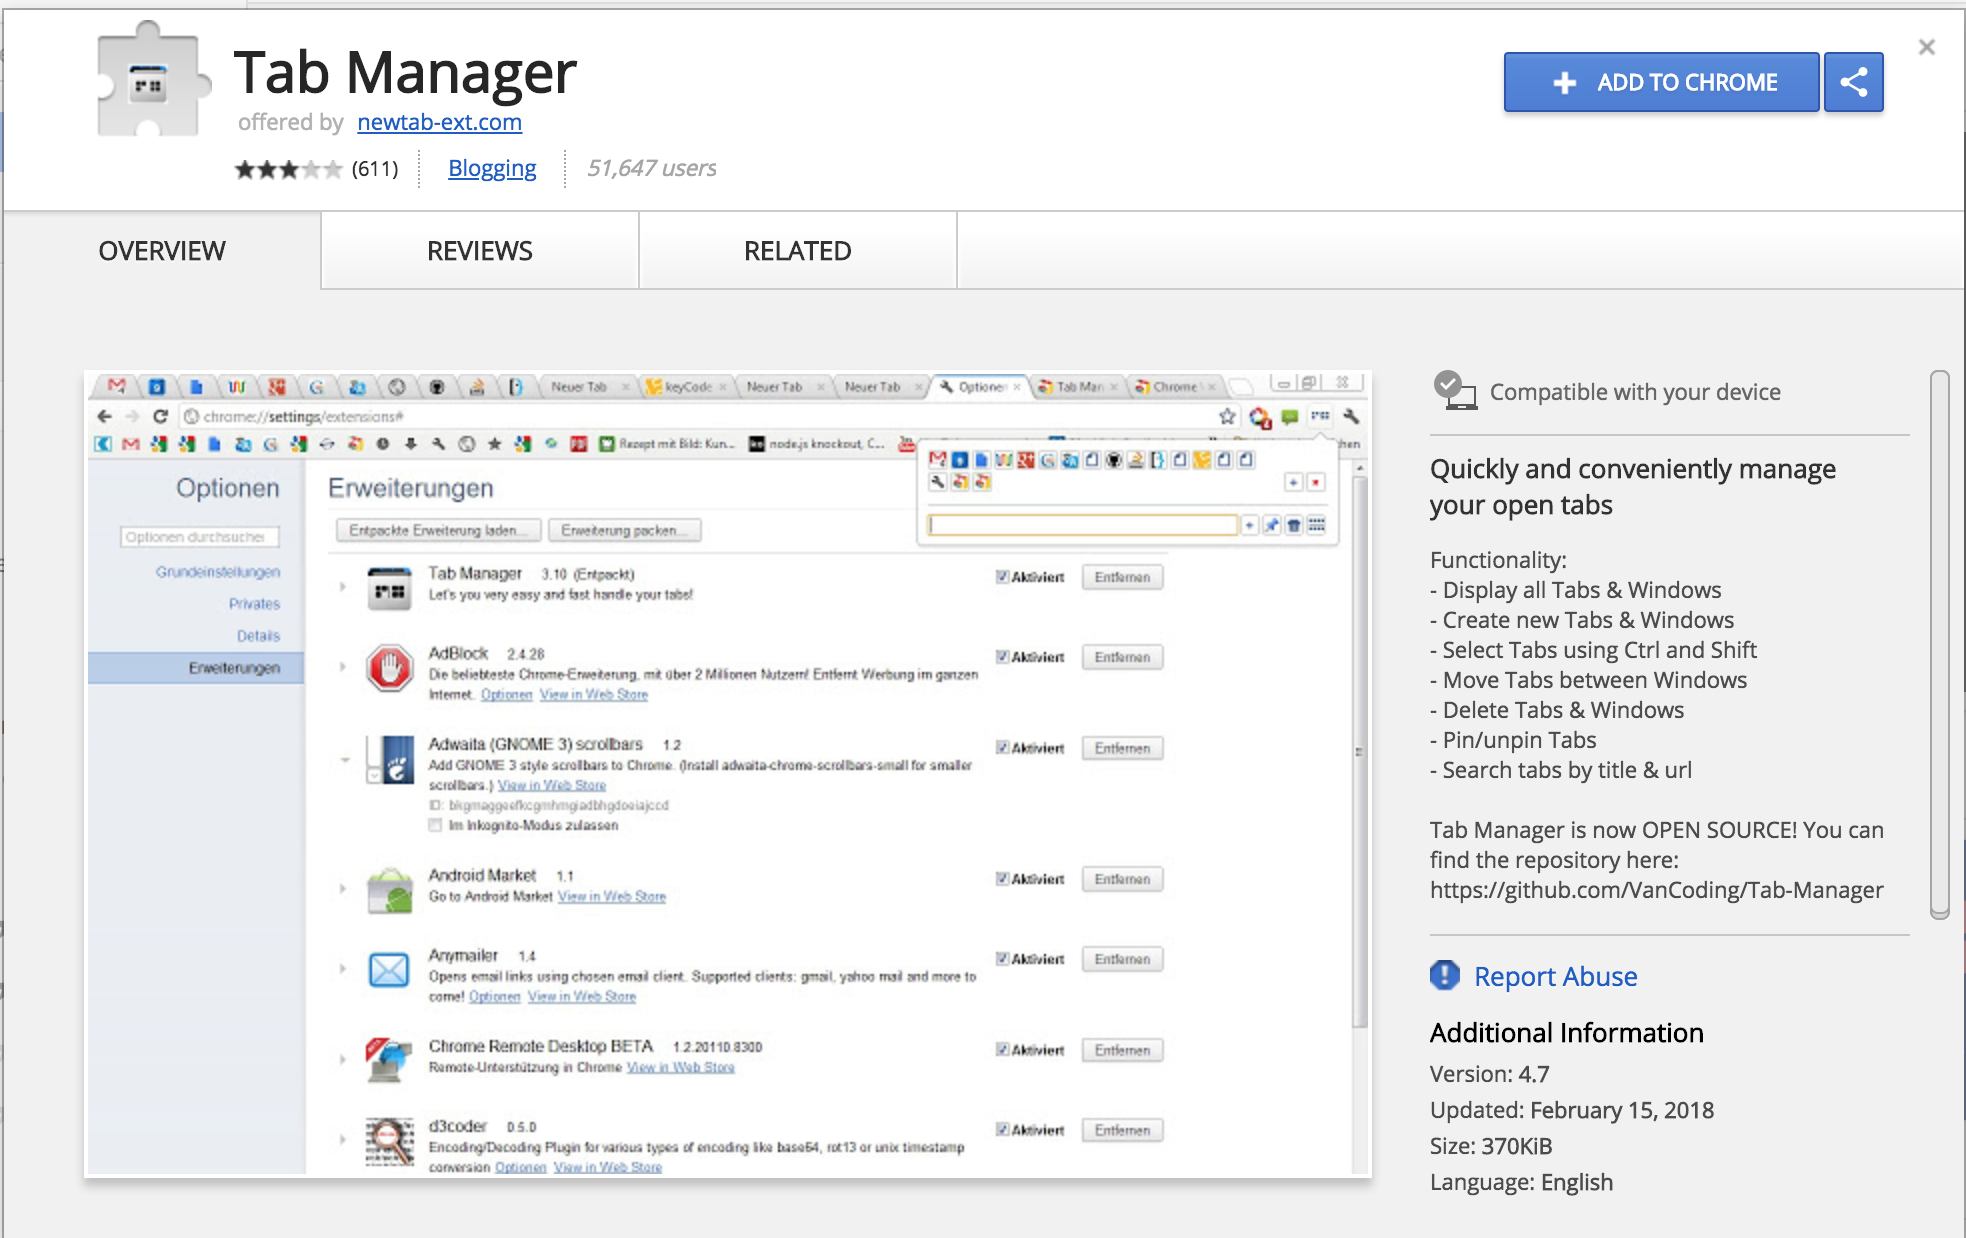 Tab Manager
offered by newtab-ext.com
(611) Blogging 51,647 users
ADD TO CHROME
OVERVIEW REVIEWS RELATED
Neuer Tab keyCode Neuer Tab Neuer Tab Optionen Tab Man Chrome
chrome://settings/extensions#
Rezept mit Bild: Kun... node.js knockout, C...
Optionen
Optionen durchsuchen
Grundeinstellungen
Privates
Details
Erweiterungen
Erweiterungen
Entpackte Erweiterung laden... Erweiterung packen...
Tab Manager 3.10 (Entpackt)
Let's you very easy and fast handle your tabs!
Aktiviert Entfernen
AdBlock 2.4.28
Die beliebteste Chrome-Erweiterung, mit über 2 Millionen Nutzern! Entfernt Werbung im ganzen
Internet. Optionen View in Web Store
Aktiviert Entfernen
Adwaita (GNOME 3) scrollbars 1.2
Add GNOME 3 style scrollbars to Chrome. (Install adwaita-chrome-scrollbars-small for smaller
scrollbars.) View in Web Store
Im Inkognito-Modus zulassen
Aktiviert Entfernen
Android Market 1.1
Go to Android Market View in Web Store
Aktiviert Entfernen
Anymailer 1.4
Opens email links using chosen email client. Supported clients: gmail, yahoo mail and more to
come! Optionen View in Web Store
Aktiviert Entfernen
Chrome Remote Desktop BETA 1.2.20110.8300
Remote-Unterstützung in Chrome View in Web Store
Aktiviert Entfernen
d3coder 0.5.0
Encoding/Decoding Plugin for various types of encoding like base64, rot13 or unix timestamp
conversion Optionen View in Web Store
Aktiviert Entfernen
Compatible with your device
Quickly and conveniently manage
your open tabs
Functionality:
- Display all Tabs & Windows
- Create new Tabs & Windows
- Select Tabs using Ctrl and Shift
- Move Tabs between Windows
- Delete Tabs & Windows
- Pin/unpin Tabs
- Search tabs by title & url
Tab Manager is now OPEN SOURCE! You can
find the repository here:
https://github.com/VanCoding/Tab-Manager
Report Abuse
Additional Information
Version: 4.7
Updated: February 15, 2018
Size: 370KiB
Language: English